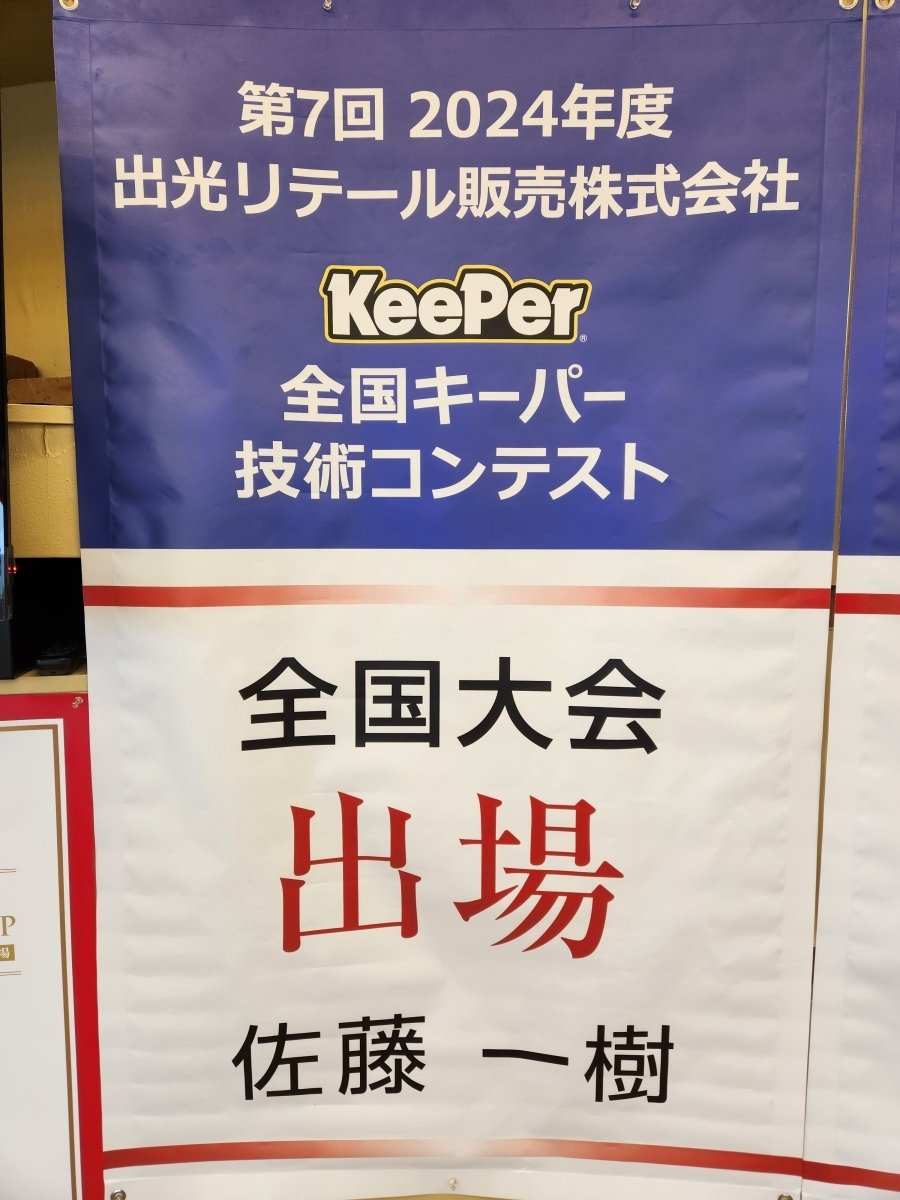 第7回 2024年度
出光リテール販売株式会社
KeePer®
全国キーパー
技術コンテスト
全国大会
出場
佐藤 一樹
P
場